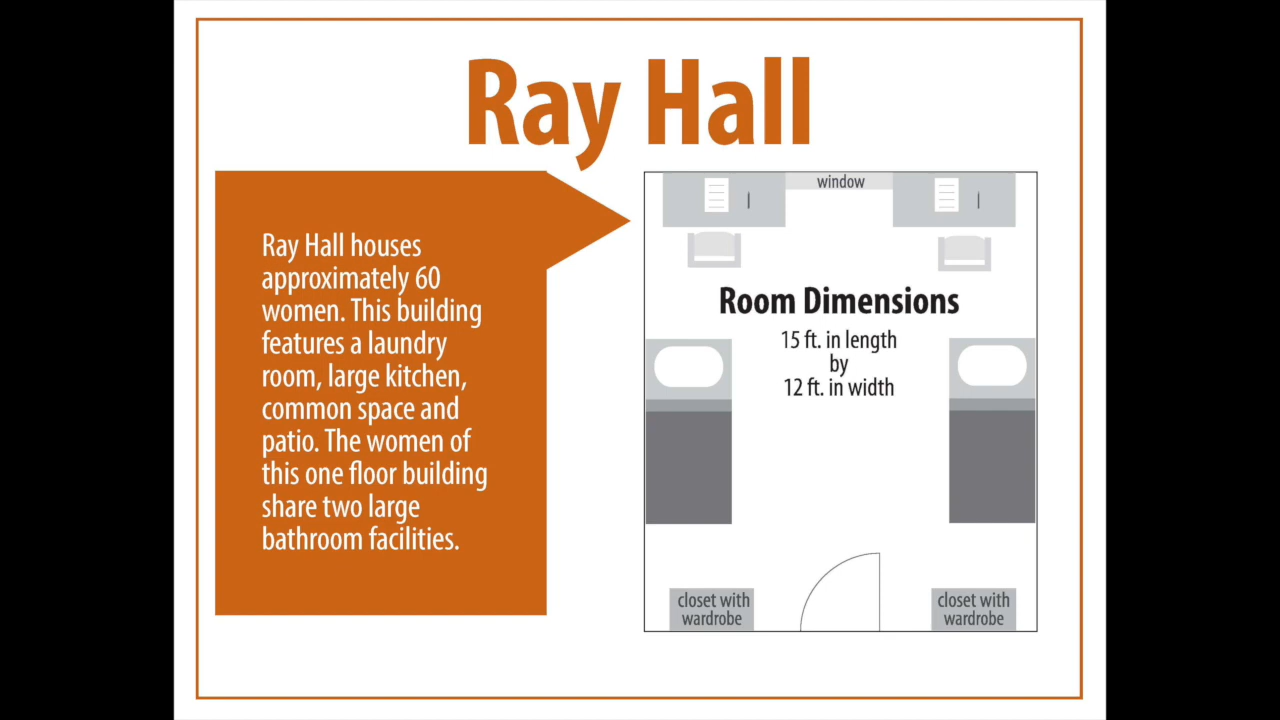 Ray Hall
Ray Hall houses
approximately 60
women. This building
features a laundry
room, large kitchen,
common space and
patio. The women of
this one floor building
share two large
bathroom facilities.
window
Room Dimensions
15 ft. in length
by
12 ft. in width
closet with
wardrobe
closet with
wardrobe